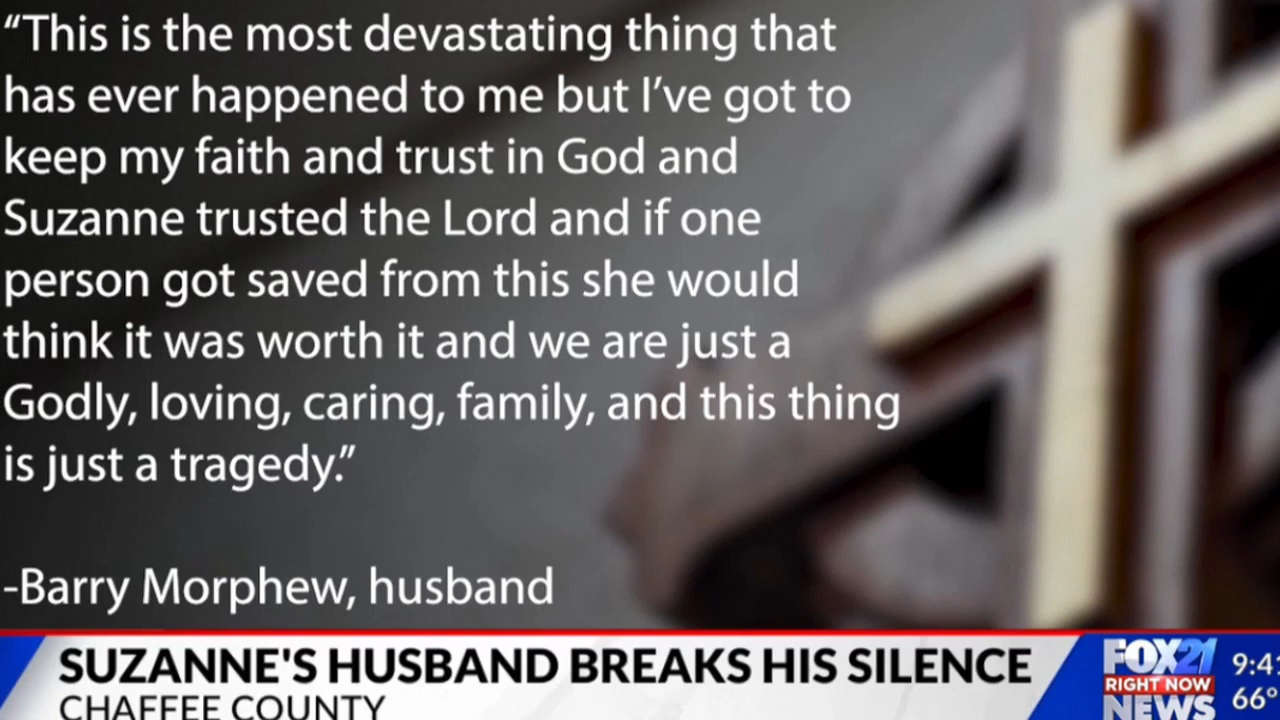 “This is the most devastating thing that
has ever happened to me but I’ve got to
keep my faith and trust in God and
Suzanne trusted the Lord and if one
person got saved from this she would
think it was worth it and we are just a
Godly, loving, caring, family, and this thing
is just a tragedy.”
-Barry Morphew, husband
SUZANNE'S HUSBAND BREAKS HIS SILENCE
CHAFFEE COUNTY
FOX21
RIGHT NOW
NEWS
66°